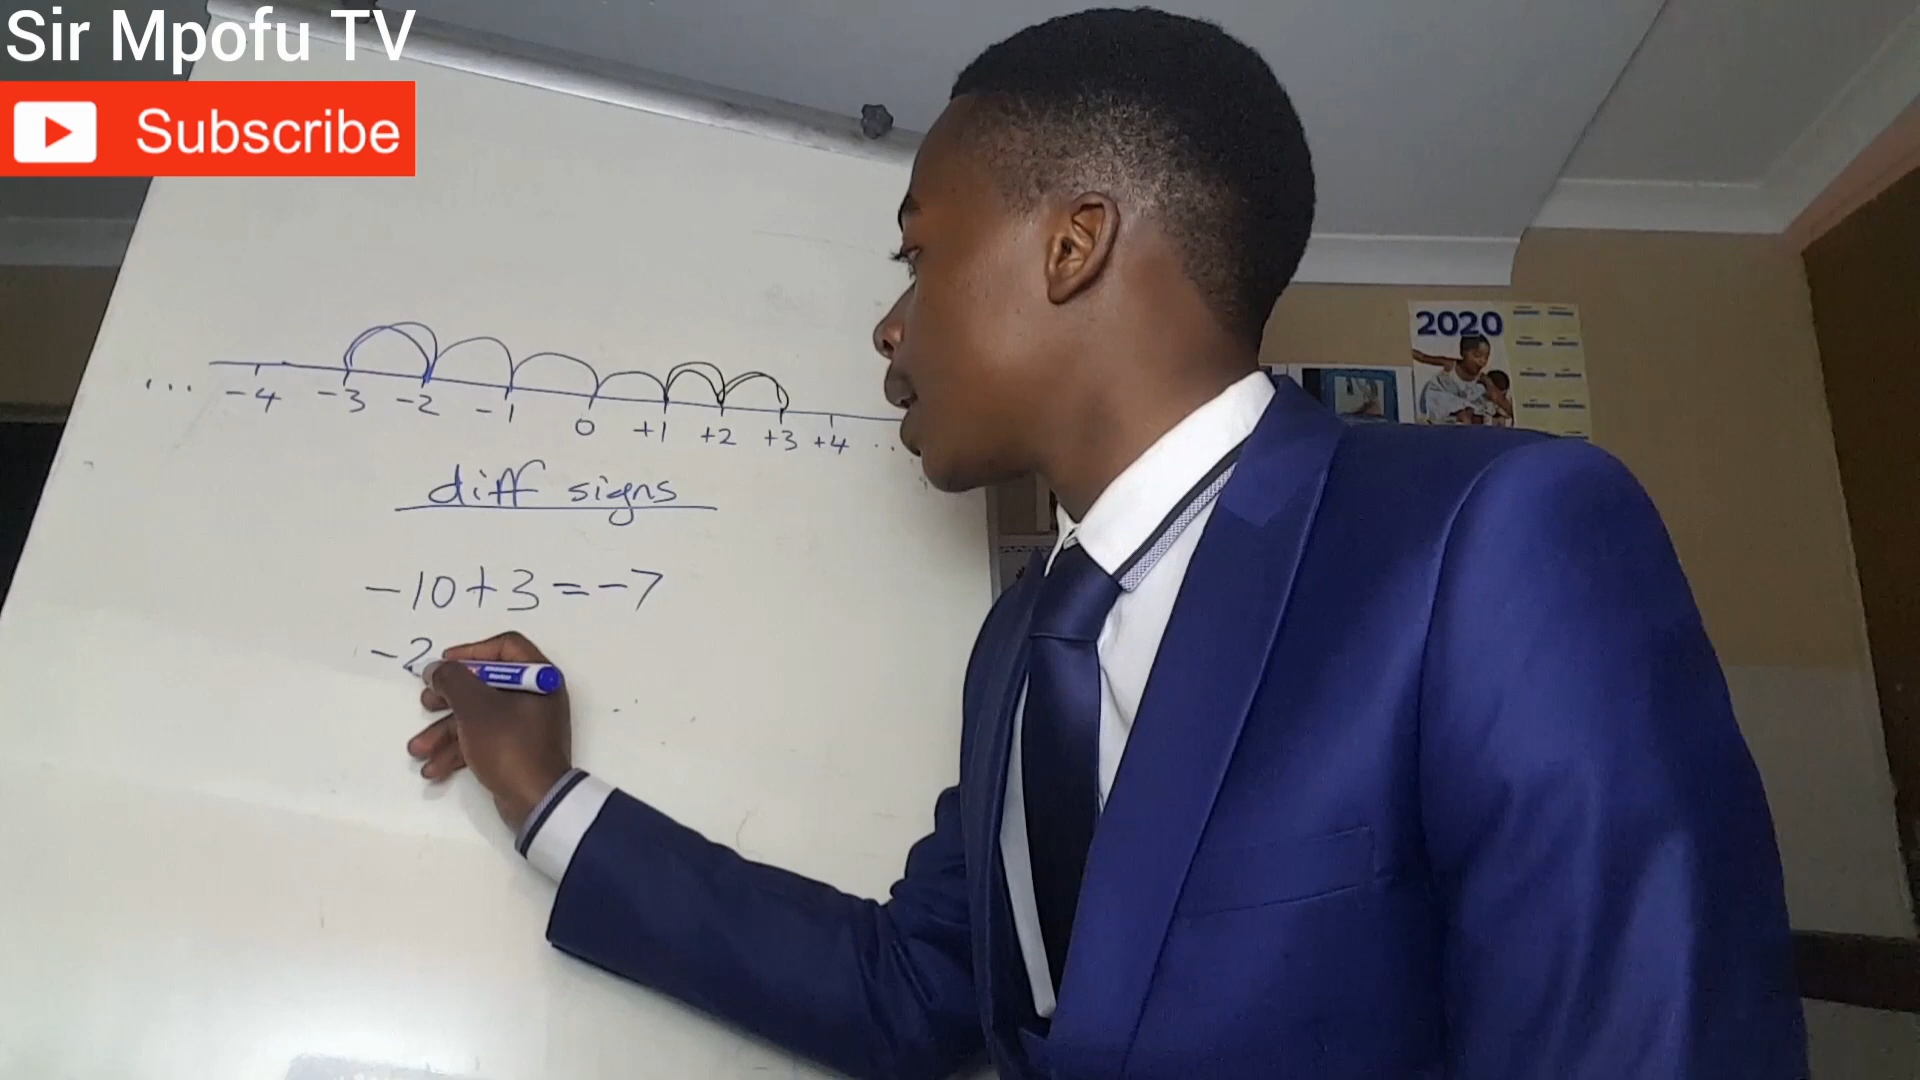 Sir Mpofu TV
Subscribe
... -4 -3 -2 -1 0 +1 +2 +3 +4 ...
diff signs
-10+3=-7
-2
2020